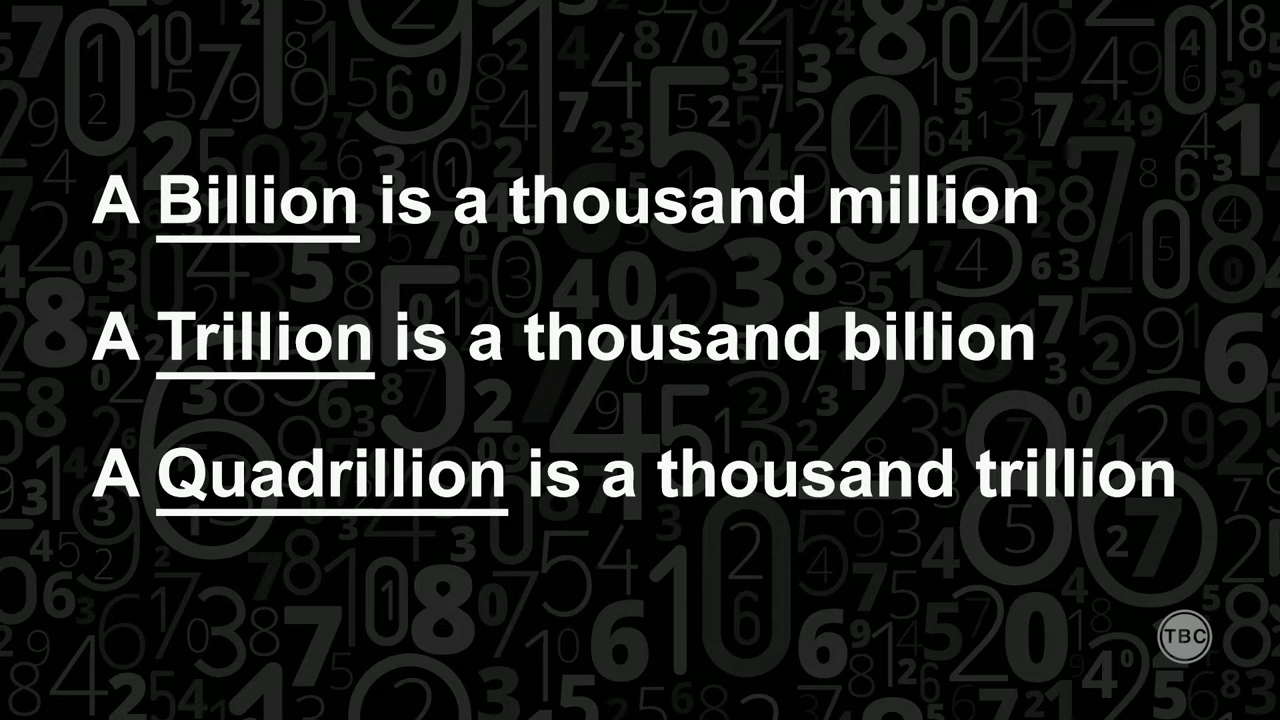 A Billion is a thousand million
A Trillion is a thousand billion
A Quadrillion is a thousand trillion
TBC